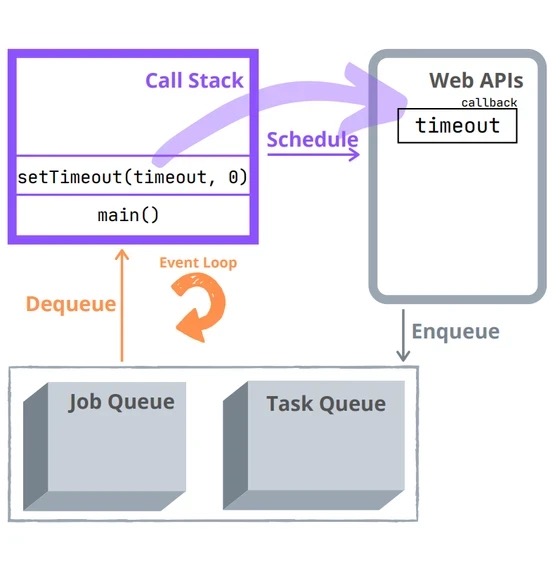 Call Stack
Web APIs
callback
timeout
Schedule
setTimeout(timeout, 0)
main()
Event Loop
Dequeue
Enqueue
Job Queue
Task Queue